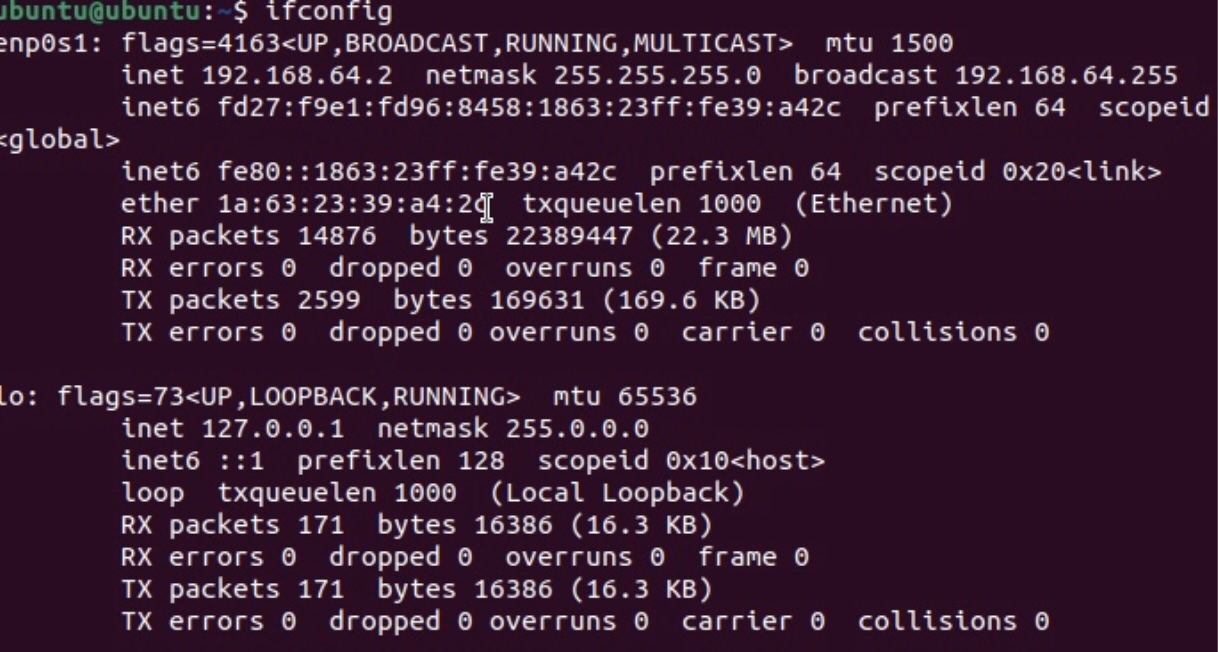 ubuntu@ubuntu:~$ ifconfig
enp0s1: flags=4163<UP,BROADCAST,RUNNING,MULTICAST>  mtu 1500
        inet 192.168.64.2  netmask 255.255.255.0  broadcast 192.168.64.255
        inet6 fd27:f9e1:fd96:8458:1863:23ff:fe39:a42c  prefixlen 64  scopeid
<global>
        inet6 fe80::1863:23ff:fe39:a42c  prefixlen 64  scopeid 0x20<link>
        ether 1a:63:23:39:a4:2c  txqueuelen 1000  (Ethernet)
        RX packets 14876  bytes 22389447 (22.3 MB)
        RX errors 0  dropped 0  overruns 0  frame 0
        TX packets 2599  bytes 169631 (169.6 KB)
        TX errors 0  dropped 0 overruns 0  carrier 0  collisions 0

lo: flags=73<UP,LOOPBACK,RUNNING>  mtu 65536
        inet 127.0.0.1  netmask 255.0.0.0
        inet6 ::1  prefixlen 128  scopeid 0x10<host>
        loop  txqueuelen 1000  (Local Loopback)
        RX packets 171  bytes 16386 (16.3 KB)
        RX errors 0  dropped 0  overruns 0  frame 0
        TX packets 171  bytes 16386 (16.3 KB)
        TX errors 0  dropped 0 overruns 0  carrier 0  collisions 0